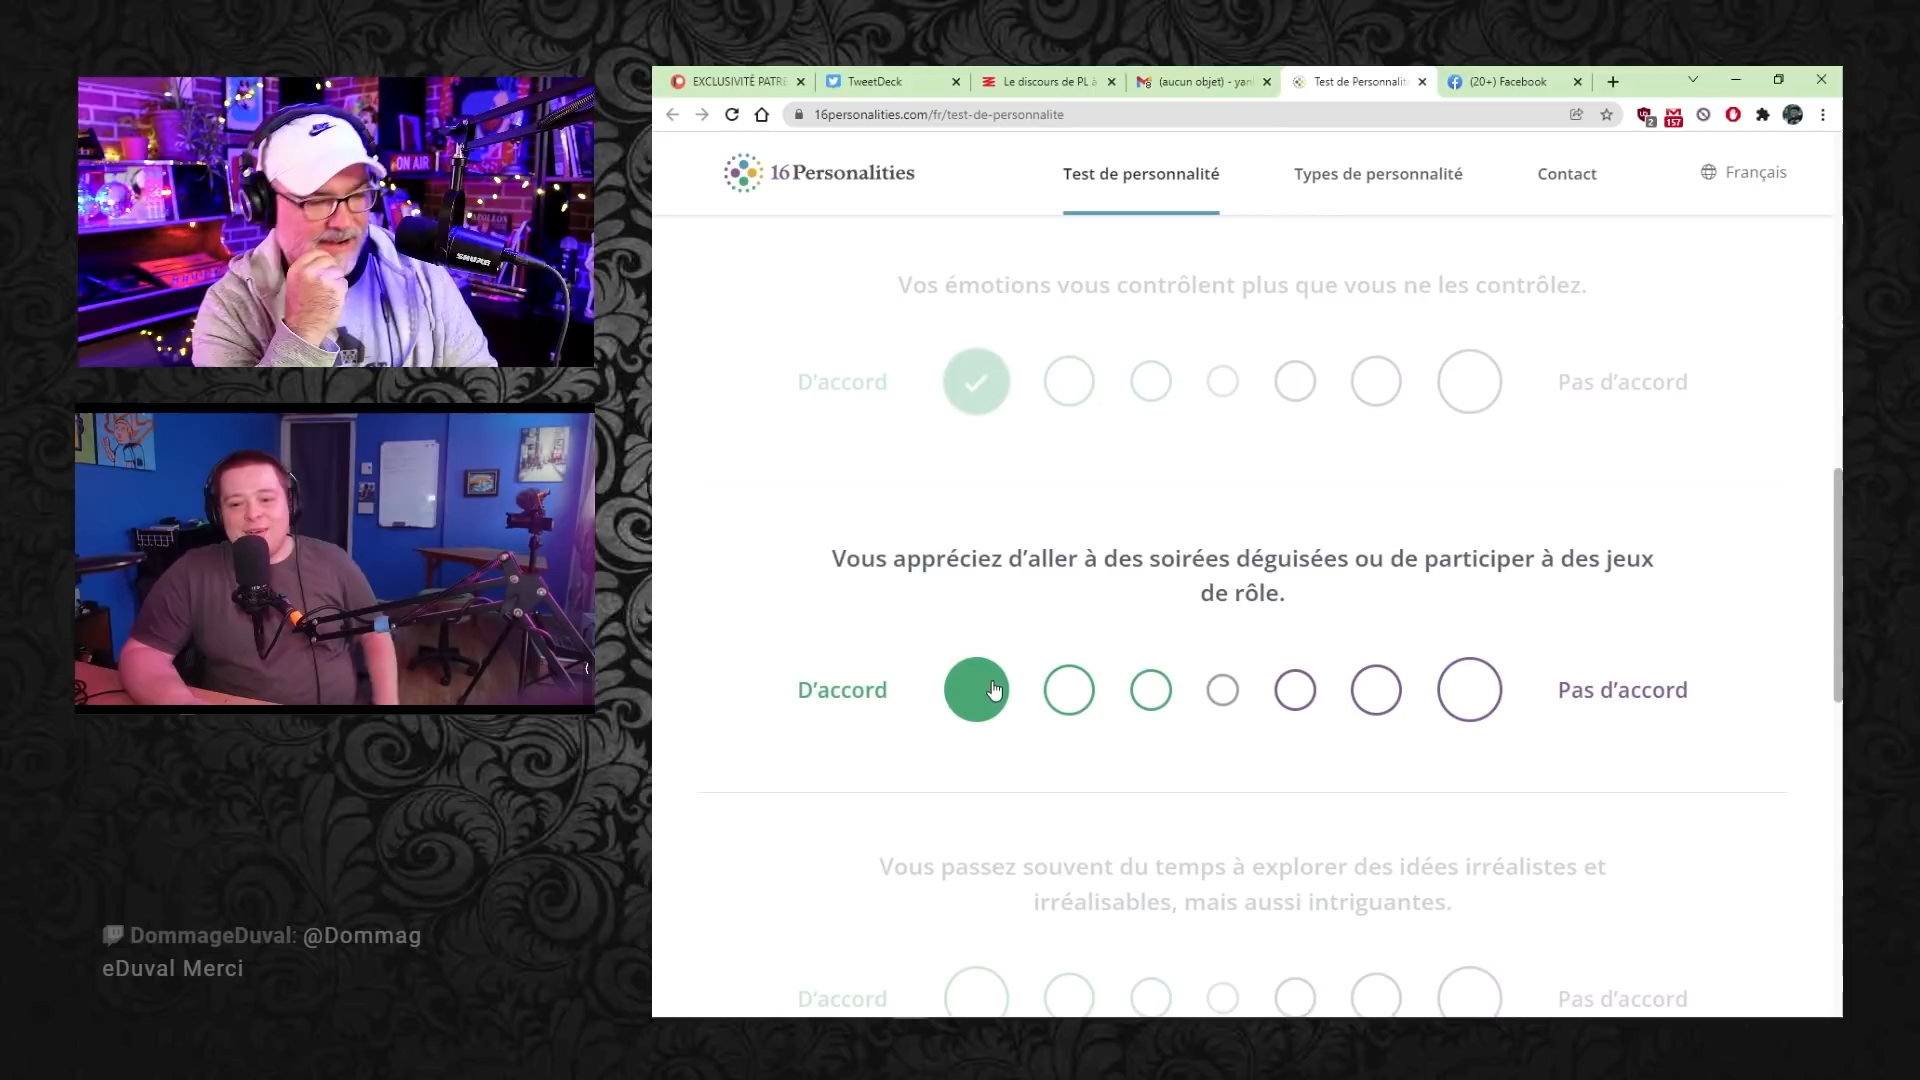 ON AIR
SHURE
EXCLUSIVITÉ PATRE
TweetDeck
Le discours de PL à
(aucun objet) - yan
Test de Personnalit
(20+) Facebook
16personalities.com/fr/test-de-personnalite
2
157
16Personalities
Test de personnalité
Types de personnalité
Contact
Français
Vos émotions vous contrôlent plus que vous ne les contrôlez.
D'accord
Pas d'accord
Vous appréciez d'aller à des soirées déguisées ou de participer à des jeux
de rôle.
D'accord
Pas d'accord
Vous passez souvent du temps à explorer des idées irréalistes et
irréalisables, mais aussi intriguantes.
D'accord
Pas d'accord
DommageDuval: @Dommag
eDuval Merci